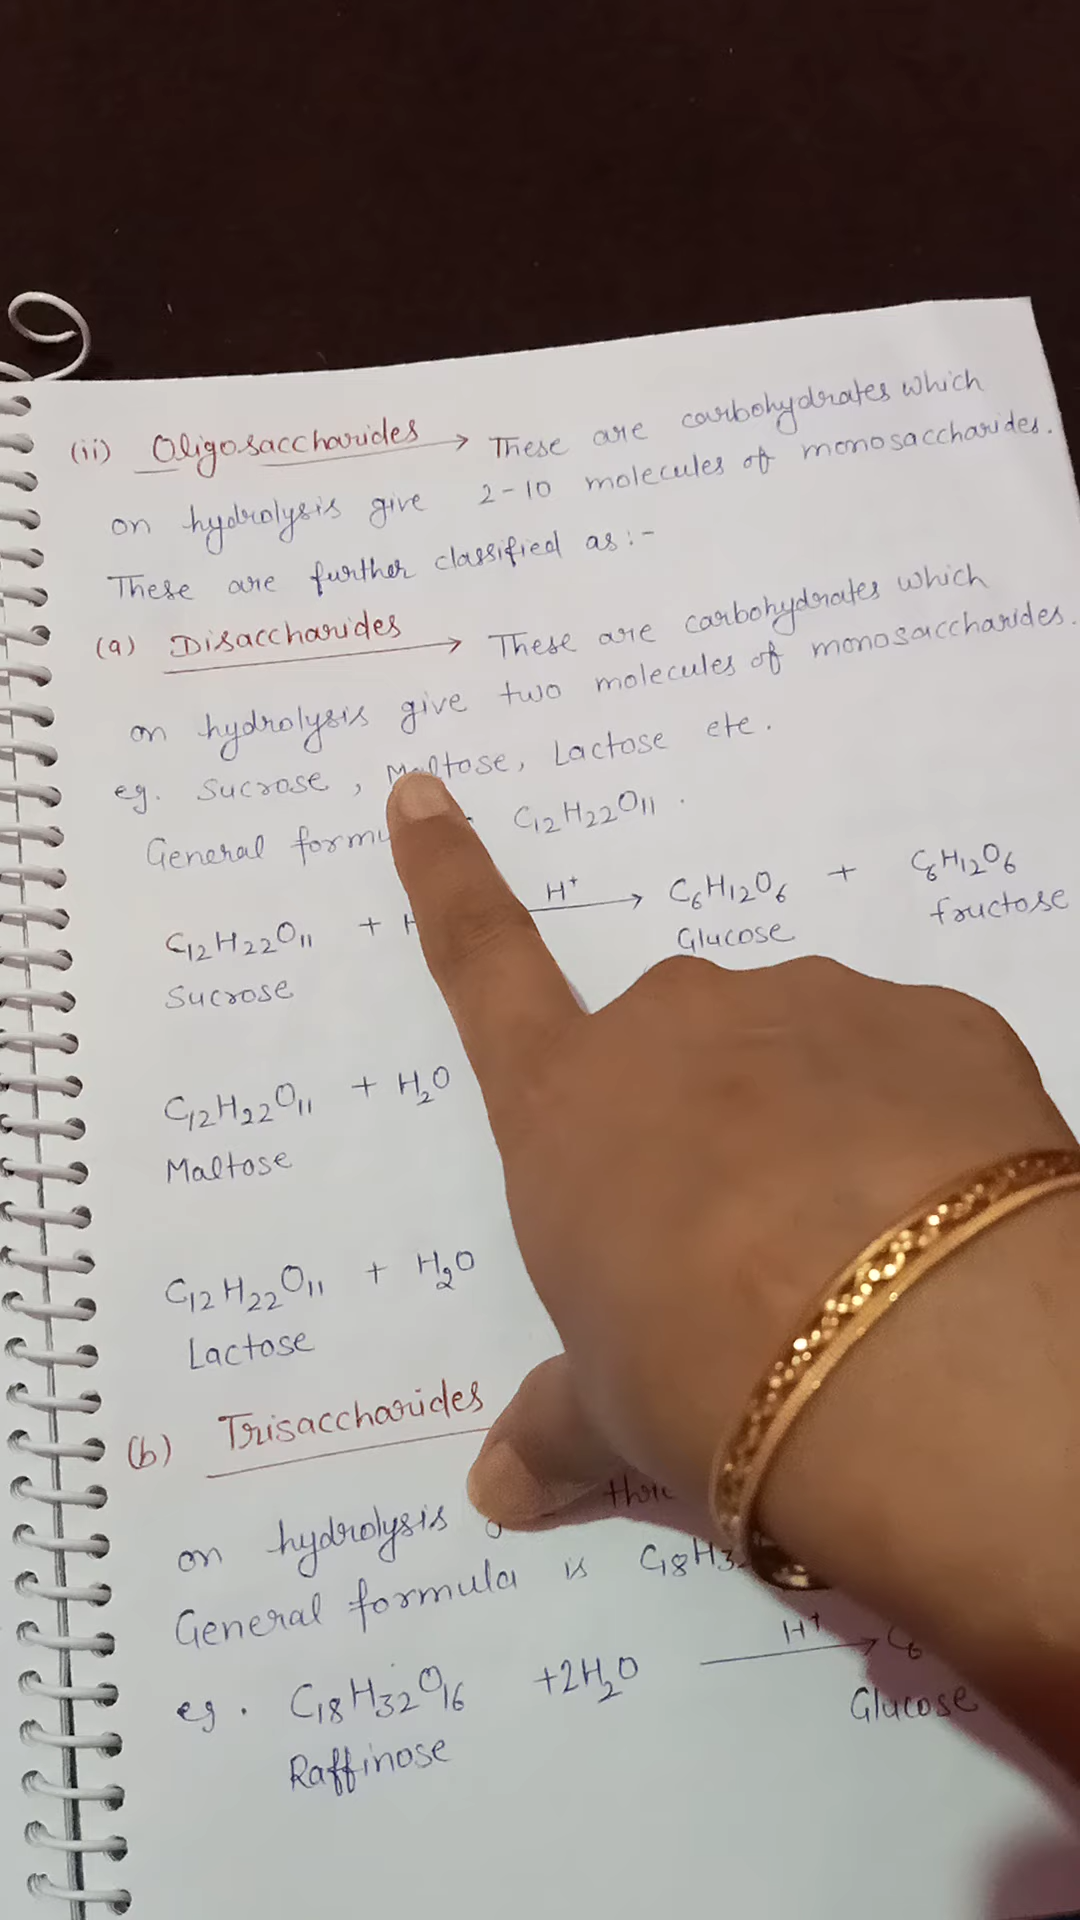 (ii) Oligosaccharides → These are carbohydrates which
on hydrolysis give 2-10 molecules of monosaccharides.
These are further classified as:-
(a) Disaccharides → These are carbohydrates which
on hydrolysis give two molecules of monosaccharides.
eg. Sucrose, Maltose, Lactose etc.
General C12H22O11.
C12H22O11 + H+ → C6H12O6 + C6H12O6
Sucrose Glucose fructose
C12H22O11 + H2O
Maltose
C12H22O11 + H2O
Lactose
(b) Trisaccharides
on hydrolysis
General formula is
eg. C18H32O16 +2H2O H+ →
Raffinose Glucose